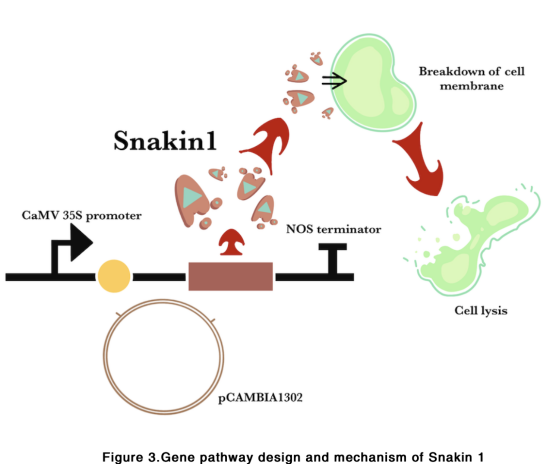 Breakdown of cell
membrane
Snakin1
CaMV 35S promoter
NOS terminator
Cell lysis
pCAMBIA1302
Figure 3.Gene pathway design and mechanism of Snakin 1